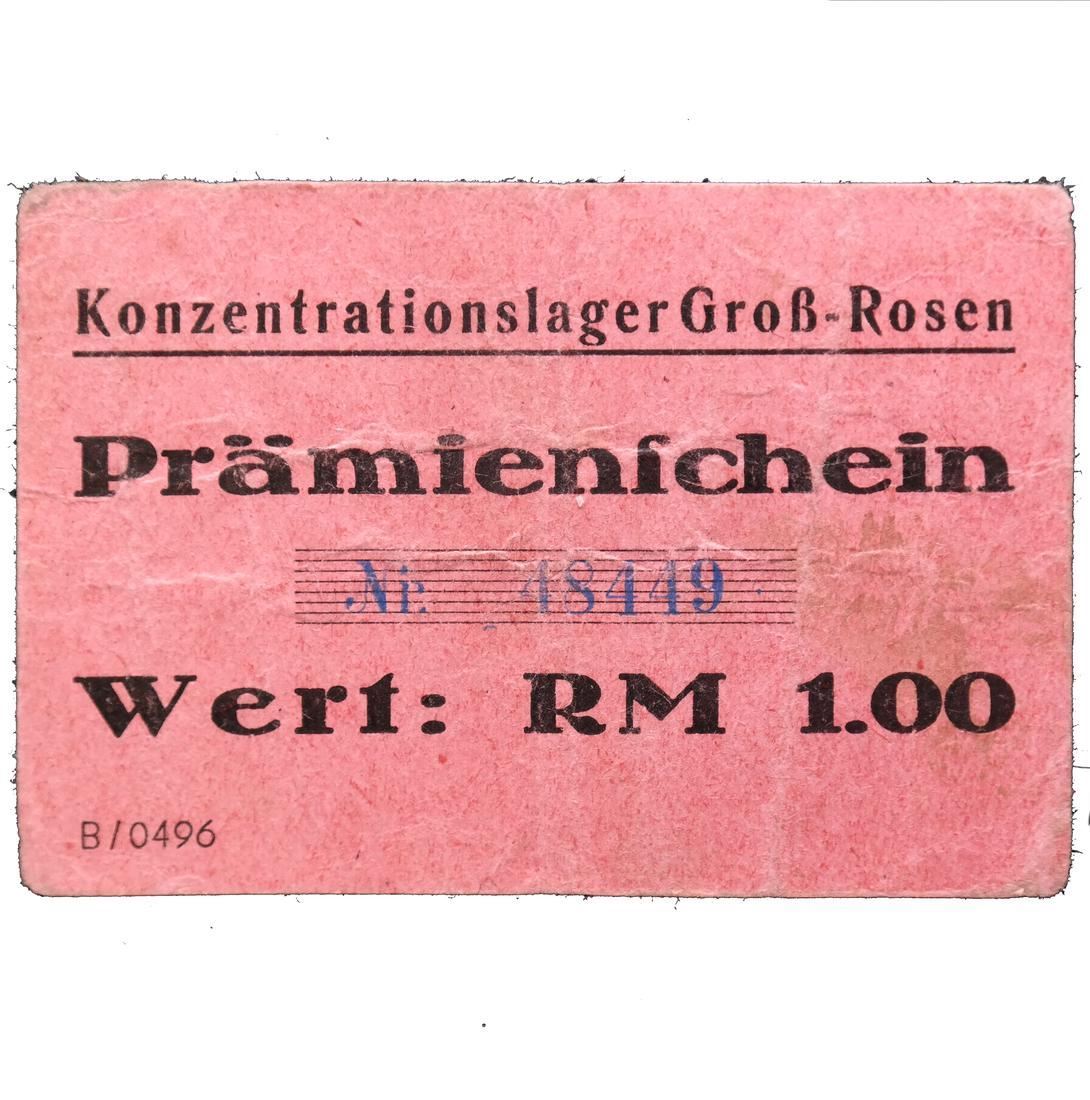 Konzentrationslager Groß-Rosen
Prämienſchein
Nr. 48449
Wert: RM 1.00
B/0496